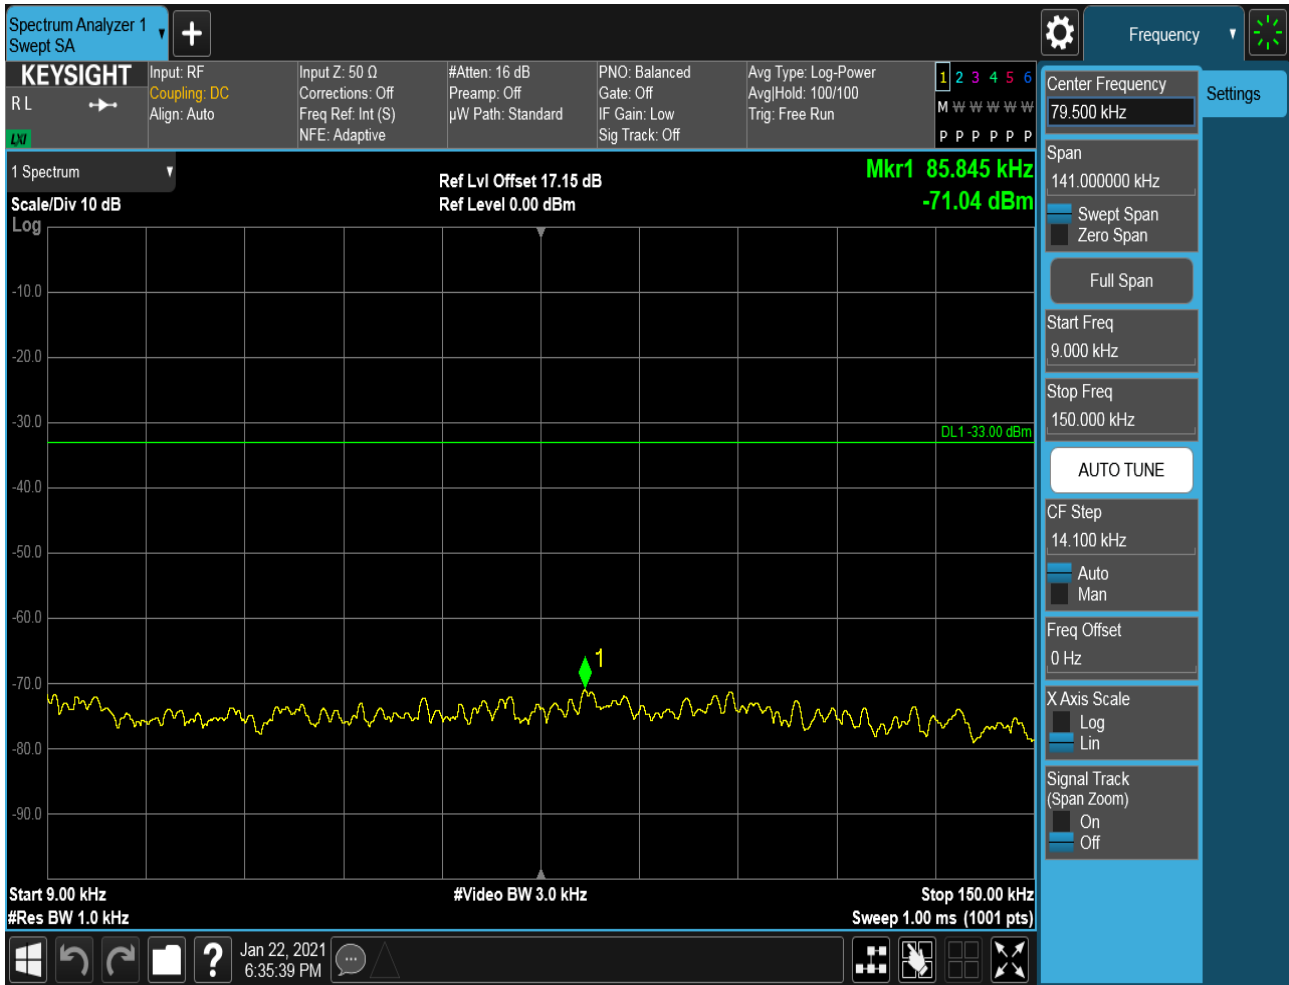 Spectrum Analyzer 1
Swept SA
Frequency
KEYSIGHT
R L
LXI
Input: RF
Coupling: DC
Align: Auto
Input Z: 50 Ω
Corrections: Off
Freq Ref: Int (S)
NFE: Adaptive
#Atten: 16 dB
Preamp: Off
µW Path: Standard
PNO: Balanced
Gate: Off
IF Gain: Low
Sig Track: Off
Avg Type: Log-Power
Avg|Hold: 100/100
Trig: Free Run
1 2 3 4 5 6
M W W W W W
P P P P P P
1 Spectrum
Scale/Div 10 dB
Log
Ref Lvl Offset 17.15 dB
Ref Level 0.00 dBm
Mkr1 85.845 kHz
-71.04 dBm
-10.0
-20.0
-30.0
DL1 -33.00 dBm
-40.0
-50.0
-60.0
1
-70.0
-80.0
-90.0
Start 9.00 kHz
#Video BW 3.0 kHz
Stop 150.00 kHz
#Res BW 1.0 kHz
Sweep 1.00 ms (1001 pts)
?
Jan 22, 2021
6:35:39 PM
Center Frequency
79.500 kHz
Settings
Span
141.000000 kHz
Swept Span
Zero Span
Full Span
Start Freq
9.000 kHz
Stop Freq
150.000 kHz
AUTO TUNE
CF Step
14.100 kHz
Auto
Man
Freq Offset
0 Hz
X Axis Scale
Log
Lin
Signal Track
(Span Zoom)
On
Off